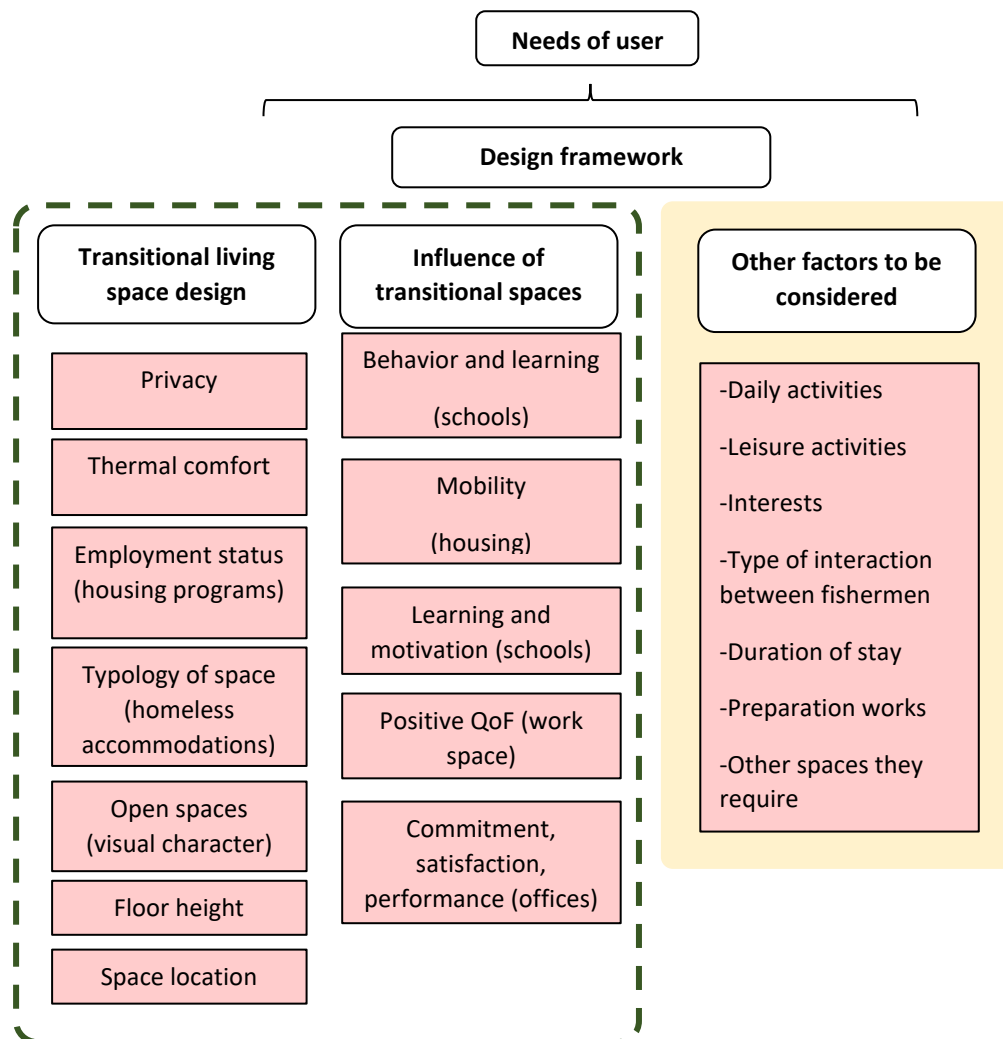 Needs of user
Design framework
Transitional living
space design
Privacy
Thermal comfort
Employment status
(housing programs)
Typology of space
(homeless
accommodations)
Open spaces
(visual character)
Floor height
Space location
Influence of
transitional spaces
Behavior and learning
(schools)
Mobility
(housing)
Learning and
motivation (schools)
Positive QoF (work
space)
Commitment,
satisfaction,
performance (offices)
Other factors to be
considered
-Daily activities
-Leisure activities
-Interests
-Type of interaction
between fishermen
-Duration of stay
-Preparation works
-Other spaces they
require